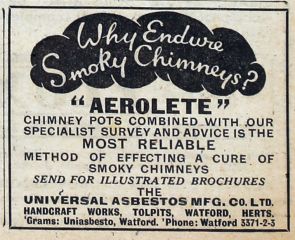 Why Endure
Smoky Chimneys?
"AEROLETE"
CHIMNEY POTS COMBINED WITH OUR
SPECIALIST SURVEY AND ADVICE IS THE
MOST RELIABLE
METHOD OF EFFECTING A CURE OF
SMOKY CHIMNEYS
SEND FOR ILLUSTRATED BROCHURES
THE
UNIVERSAL ASBESTOS MFG. CO. LTD.
HANDCRAFT WORKS, TOLPITS, WATFORD, HERTS.
'Grams: Uniasbesto, Watford. 'Phone: Watford 3371-2-3